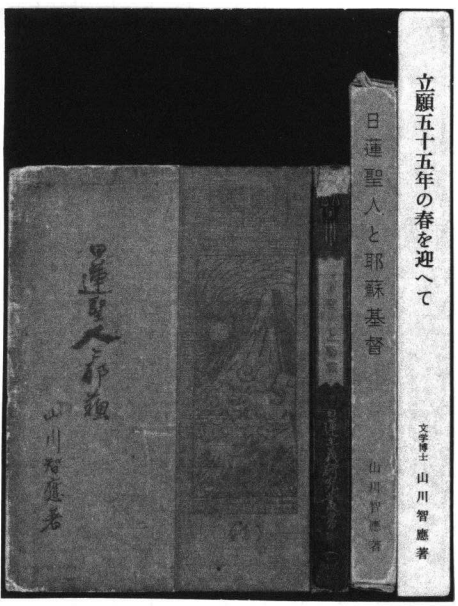 立願五十五年の春を迎へて
文学博士 山川智應著
日蓮聖人と耶蘇基督
山川智應著
日蓮聖人と耶蘇
山川智應著